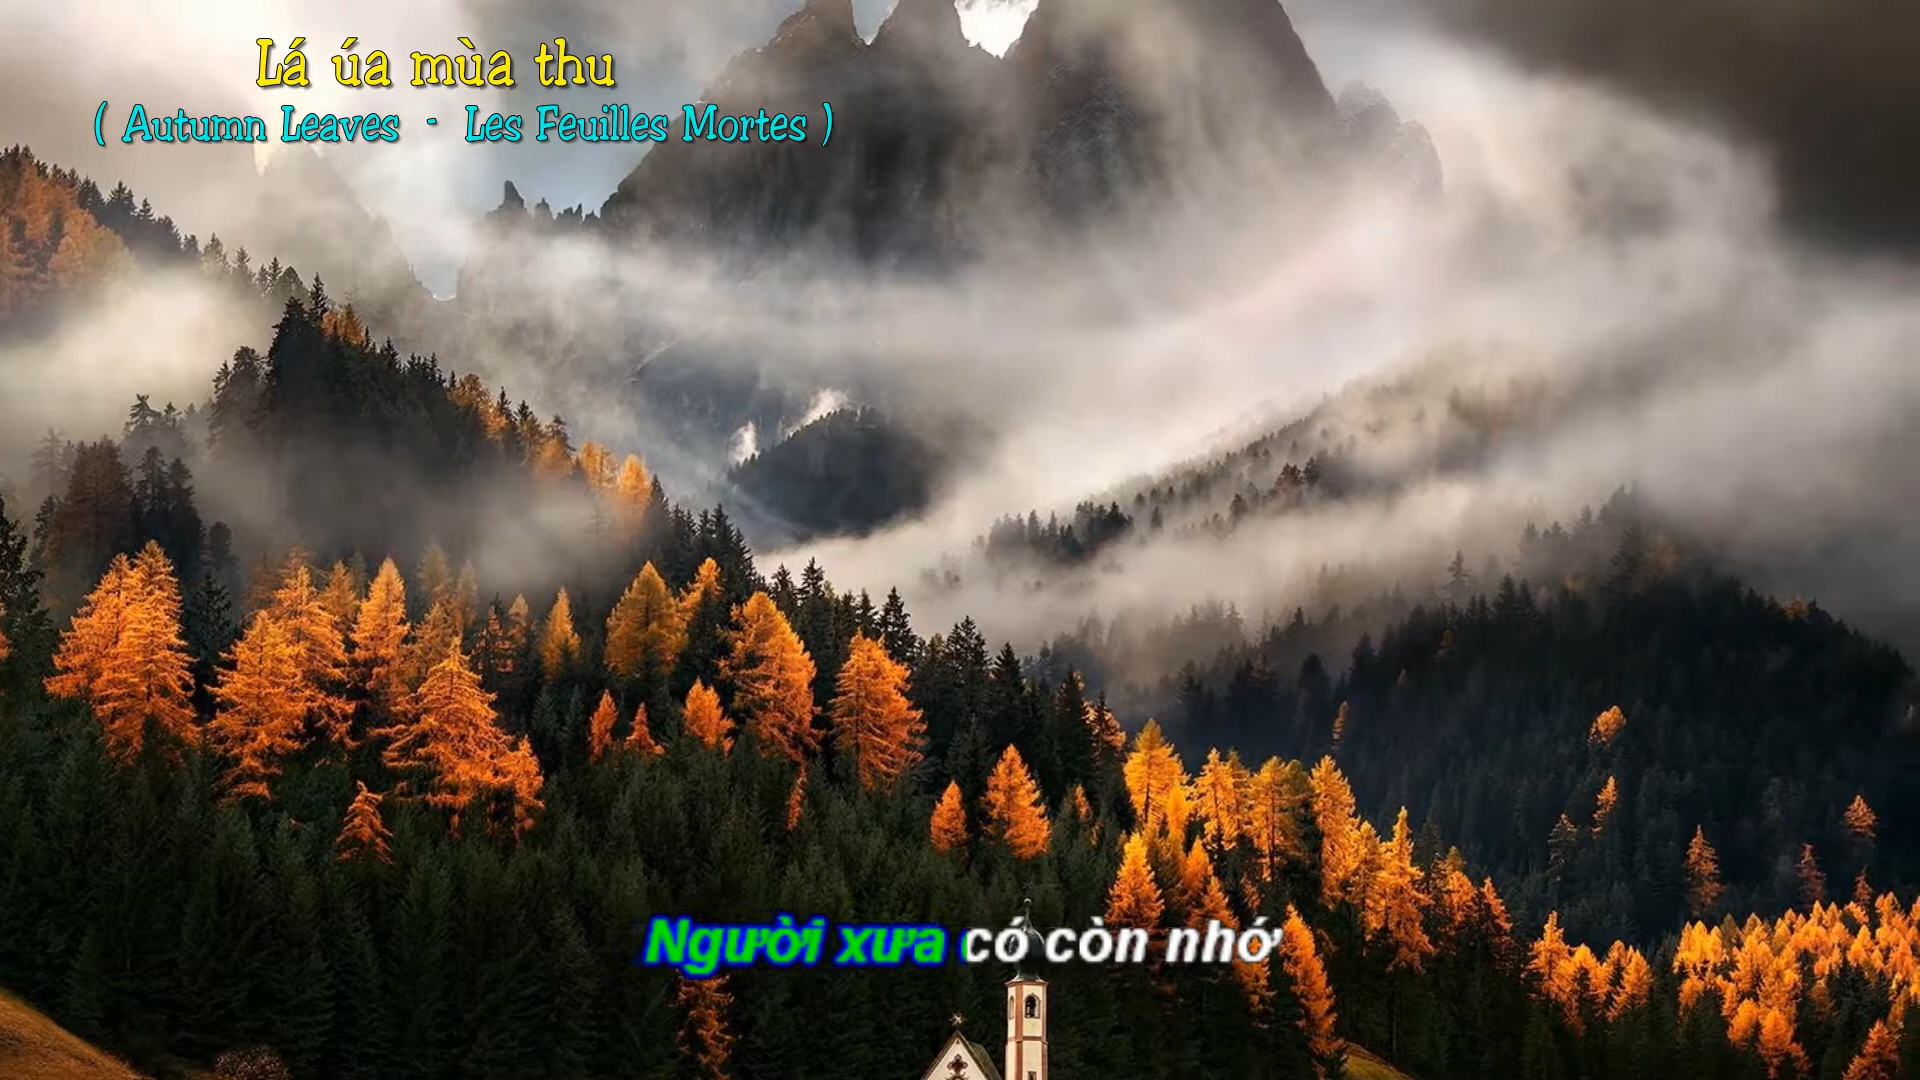 Lá úa mùa thu
( Autumn Leaves - Les Feuilles Mortes )
Người xưa có còn nhớ